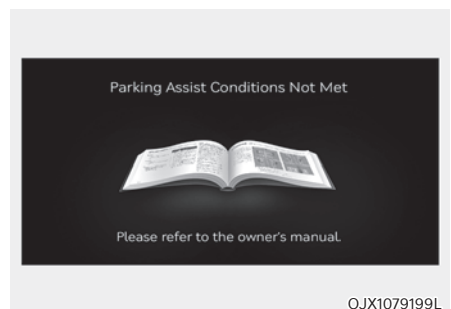 Parking Assist Conditions Not Met
Please refer to the owner's manual.
OJX1079199L